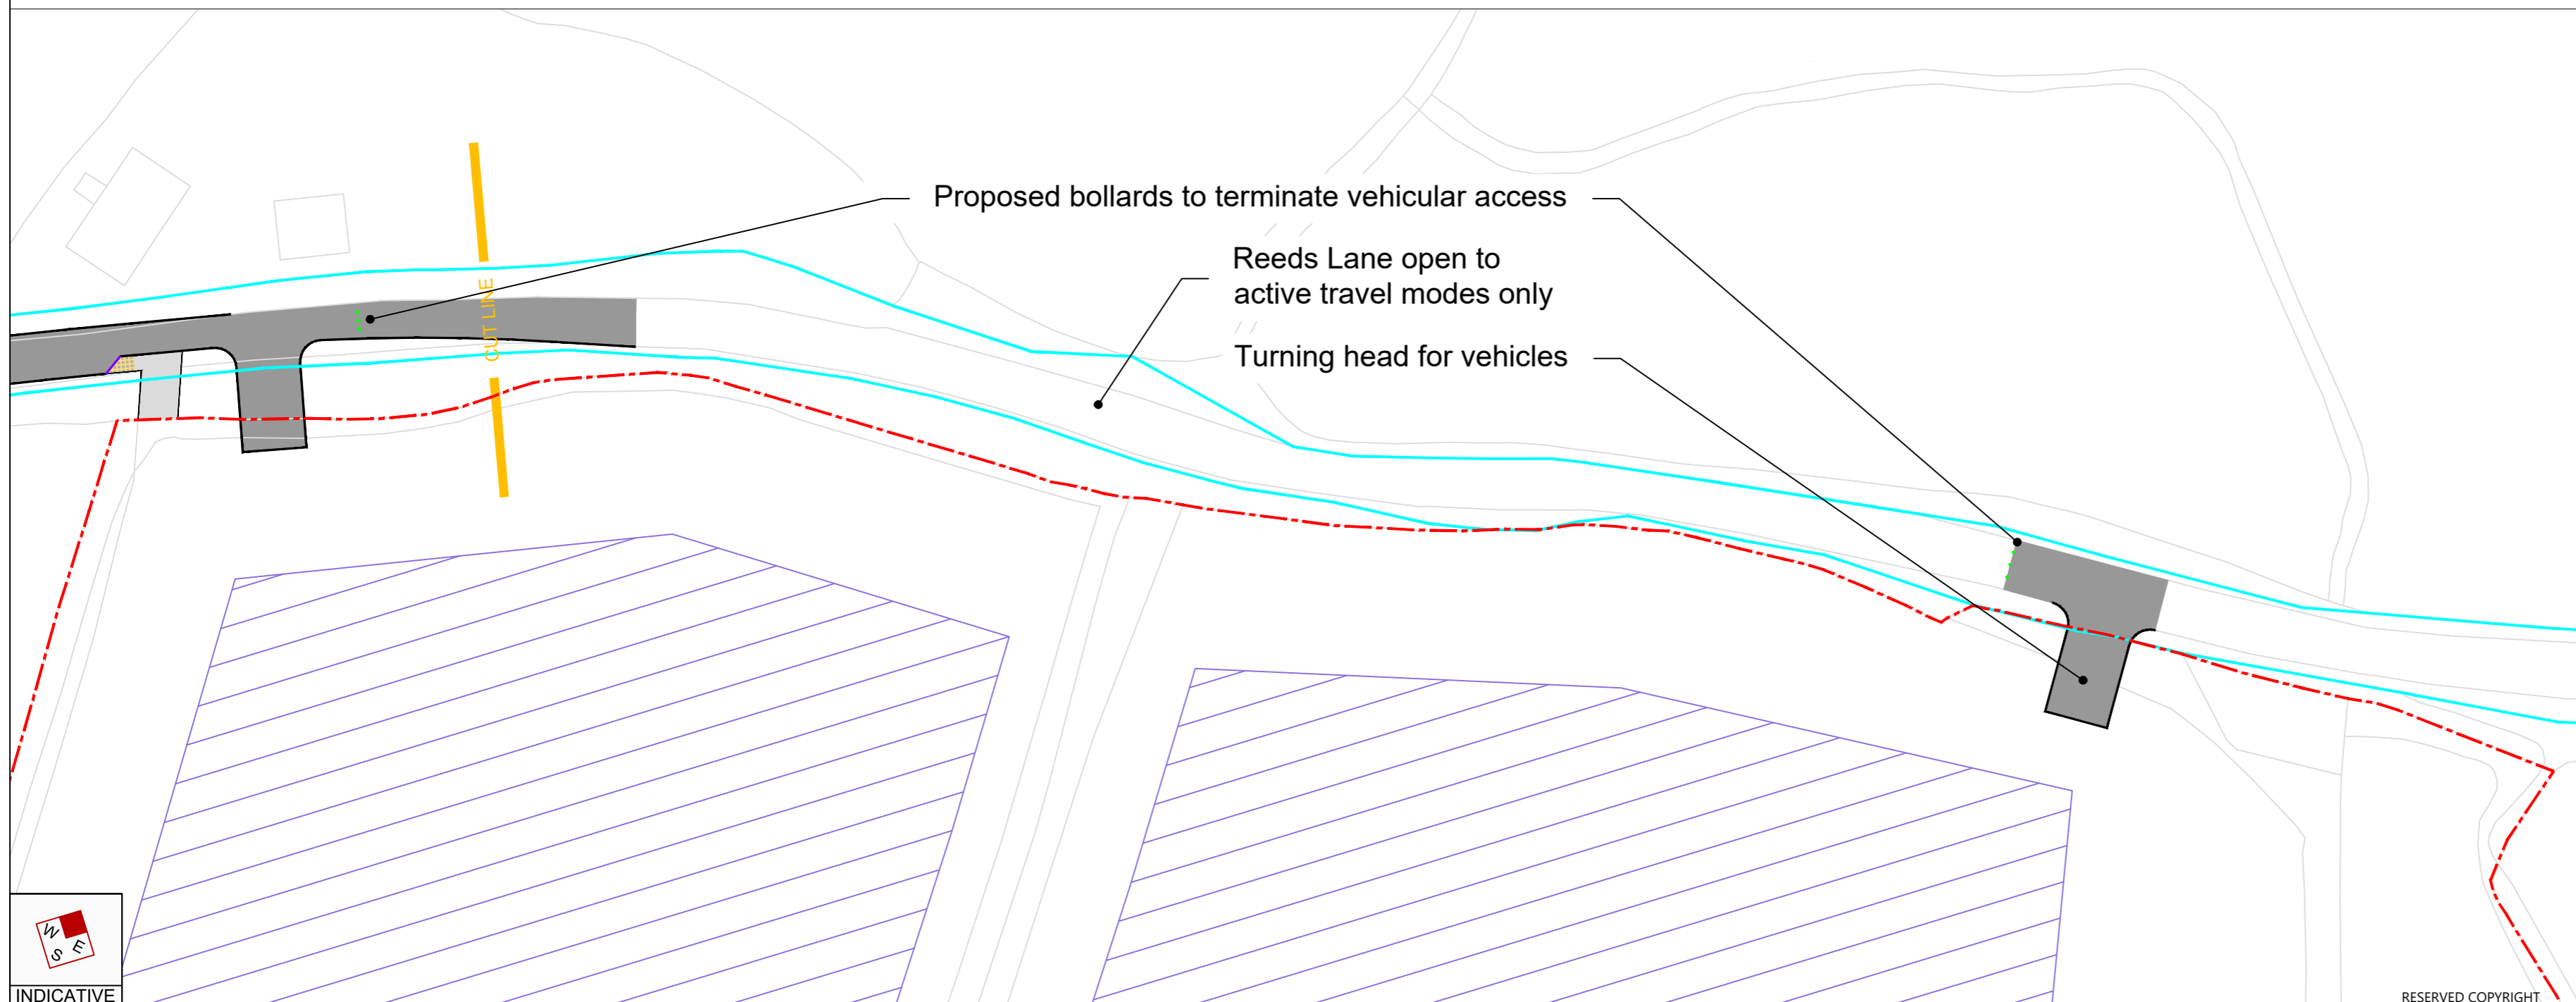 Proposed bollards to terminate vehicular access
Reeds Lane open to
active travel modes only
CUT LINE
Turning head for vehicles
W
E
S
INDICATIVE
RESERVED COPYRIGHT